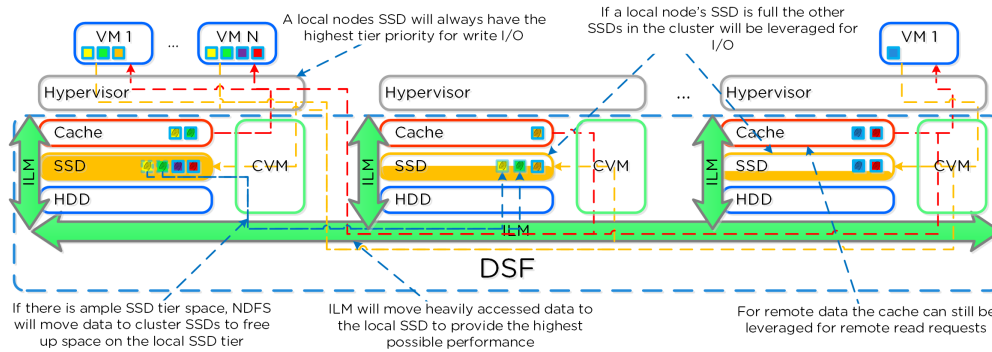 A local nodes SSD will always have the
highest tier priority for write I/O
If a local node's SSD is full the other
SSDs in the cluster will be leveraged for
I/O
VM 1
...
VM N
VM 1
Hypervisor
Hypervisor
...
Hypervisor
ILM
Cache
SSD
HDD
CVM
ILM
Cache
SSD
HDD
CVM
ILM
Cache
SSD
HDD
CVM
ILM
DSF
If there is ample SSD tier space, NDFS
will move data to cluster SSDs to free
up space on the local SSD tier
ILM will move heavily accessed data to
the local SSD to provide the highest
possible performance
For remote data the cache can still be
leveraged for remote read requests